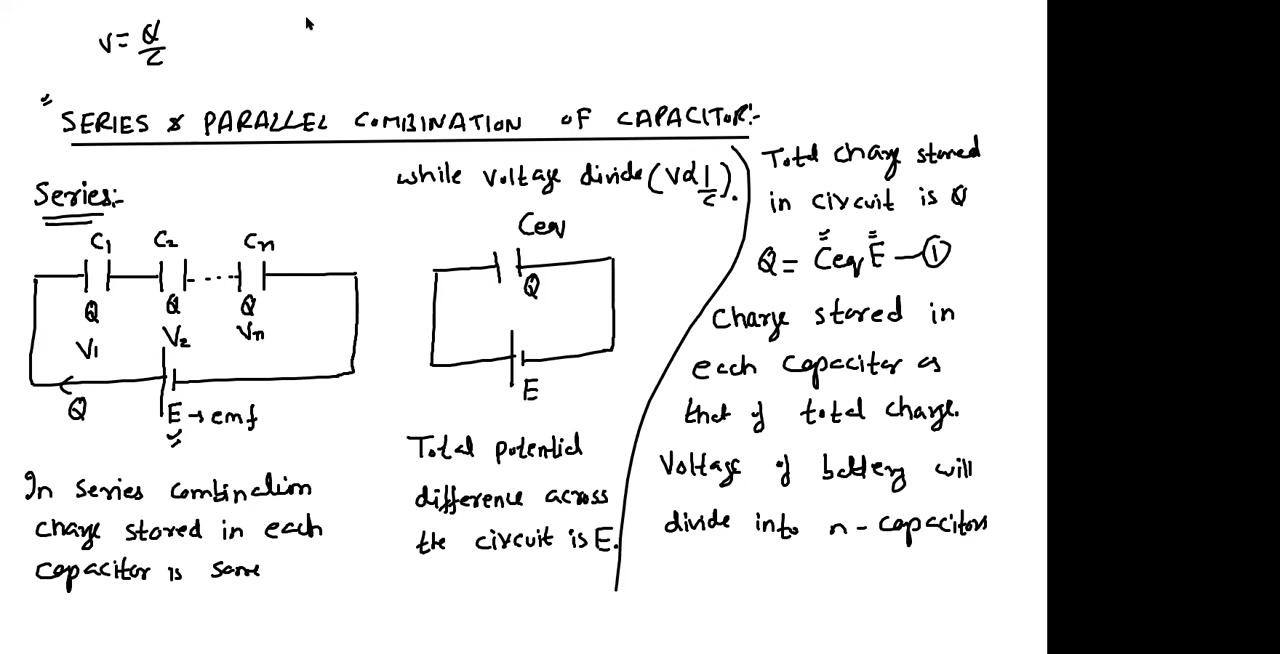 V = Q/C
SERIES & PARALLEL COMBINATION OF CAPACITOR:-
Series:-
C1 C2 Cn
Q Q Q
V1 V2 Vn
Q
E → emf
In series combination
charge stored in each
capacitor is same
while voltage divide (V α 1/C).
Ceqv
Q
E
Total potential
difference across
the circuit is E.
Total charge stored
in circuit is Q
Q = Ceqv E — ①
Charge stored in
each capacitor as
that of total charge.
Voltage of battery will
divide into n-capacitors